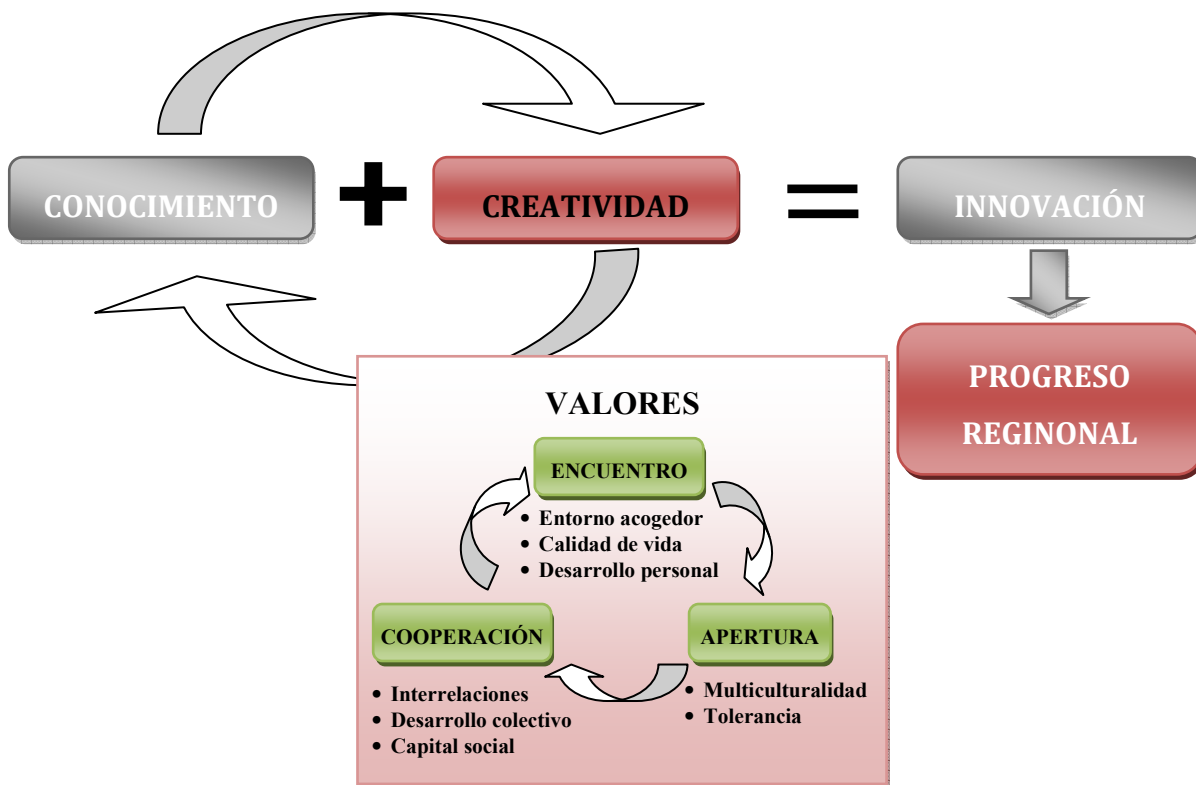 CONOCIMIENTO + CREATIVIDAD = INNOVACIÓN
PROGRESO
REGINONAL
VALORES
ENCUENTRO
• Entorno acogedor
• Calidad de vida
• Desarrollo personal
COOPERACIÓN
• Interrelaciones
• Desarrollo colectivo
• Capital social
APERTURA
• Multiculturalidad
• Tolerancia